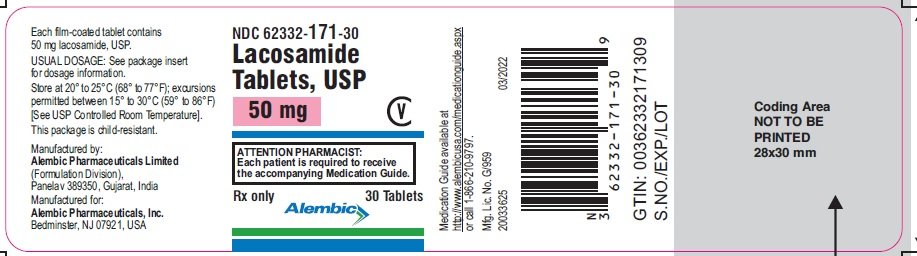 Each film-coated tablet contains
50 mg lacosamide, USP.
USUAL DOSAGE: See package insert
for dosage information.
Store at 20° to 25°C (68° to 77°F); excursions
permitted between 15° to 30°C (59° to 86°F)
[See USP Controlled Room Temperature].
This package is child-resistant.
Manufactured by:
Alembic Pharmaceuticals Limited
(Formulation Division),
Panelav 389350, Gujarat, India
Manufactured for:
Alembic Pharmaceuticals, Inc.
Bedminster, NJ 07921, USA
NDC 62332-171-30
Lacosamide
Tablets, USP
50 mg
CV
ATTENTION PHARMACIST:
Each patient is required to receive
the accompanying Medication Guide.
Rx only 30 Tablets
Alembic
Medication Guide available at
http://www.alembicusa.com/medicationguide.aspx
or call 1-866-210-9797.
Mfg. Lic. No. G/959
20033625 03/2022
N
3 62332-171-30 9
GTIN: 00362332171309
S.NO./EXP./LOT
Coding Area
NOT TO BE
PRINTED
28x30 mm